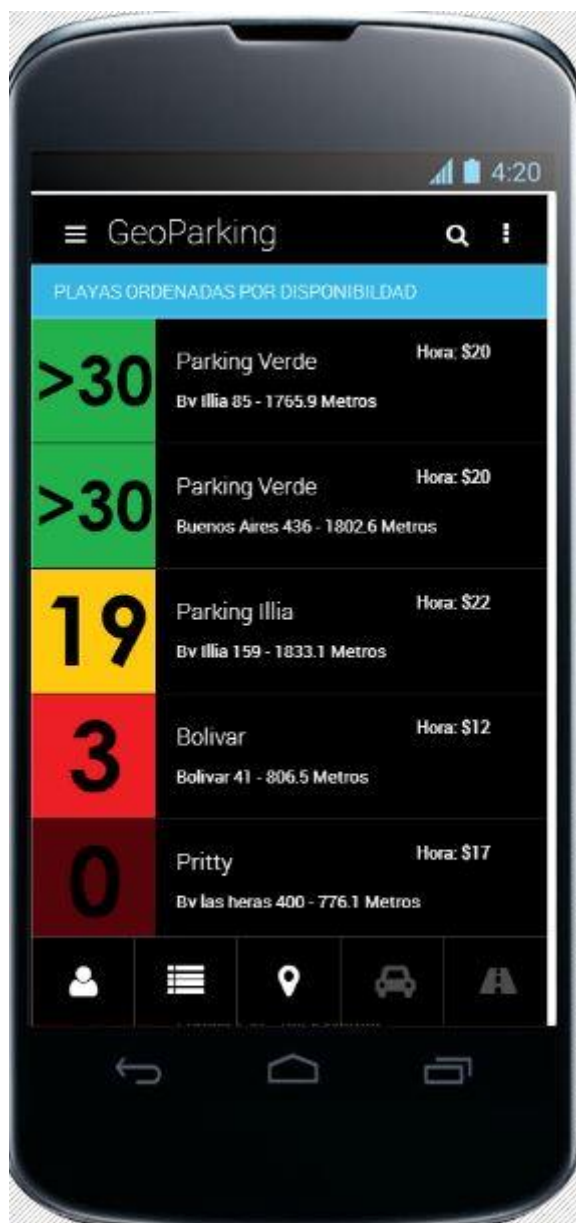 4:20
GeoParking
PLAYAS ORDENADAS POR DISPONIBILDAD
>30
Parking Verde
Hora: $20
Bv Illia 85 - 1765.9 Metros
>30
Parking Verde
Hora: $20
Buenos Aires 436 - 1802.6 Metros
19
Parking Illia
Hora: $22
Bv Illia 159 - 1833.1 Metros
3
Bolivar
Hora: $12
Bolivar 41 - 806.5 Metros
0
Pritty
Hora: $17
Bv las heras 400 - 776.1 Metros